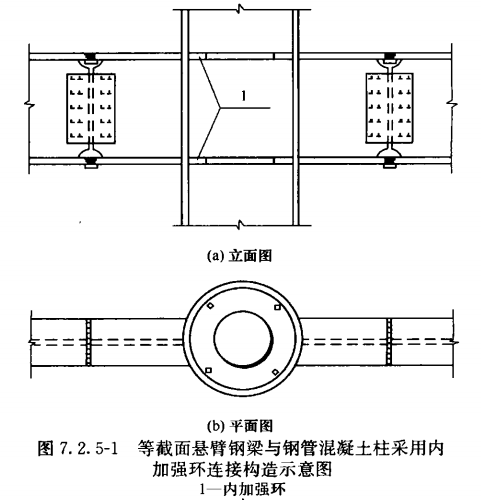 1
(a) 立面图
(b) 平面图
图 7.2.5-1 等截面悬臂钢梁与钢管混凝土柱采用内
加强环连接构造示意图
1—内加强环